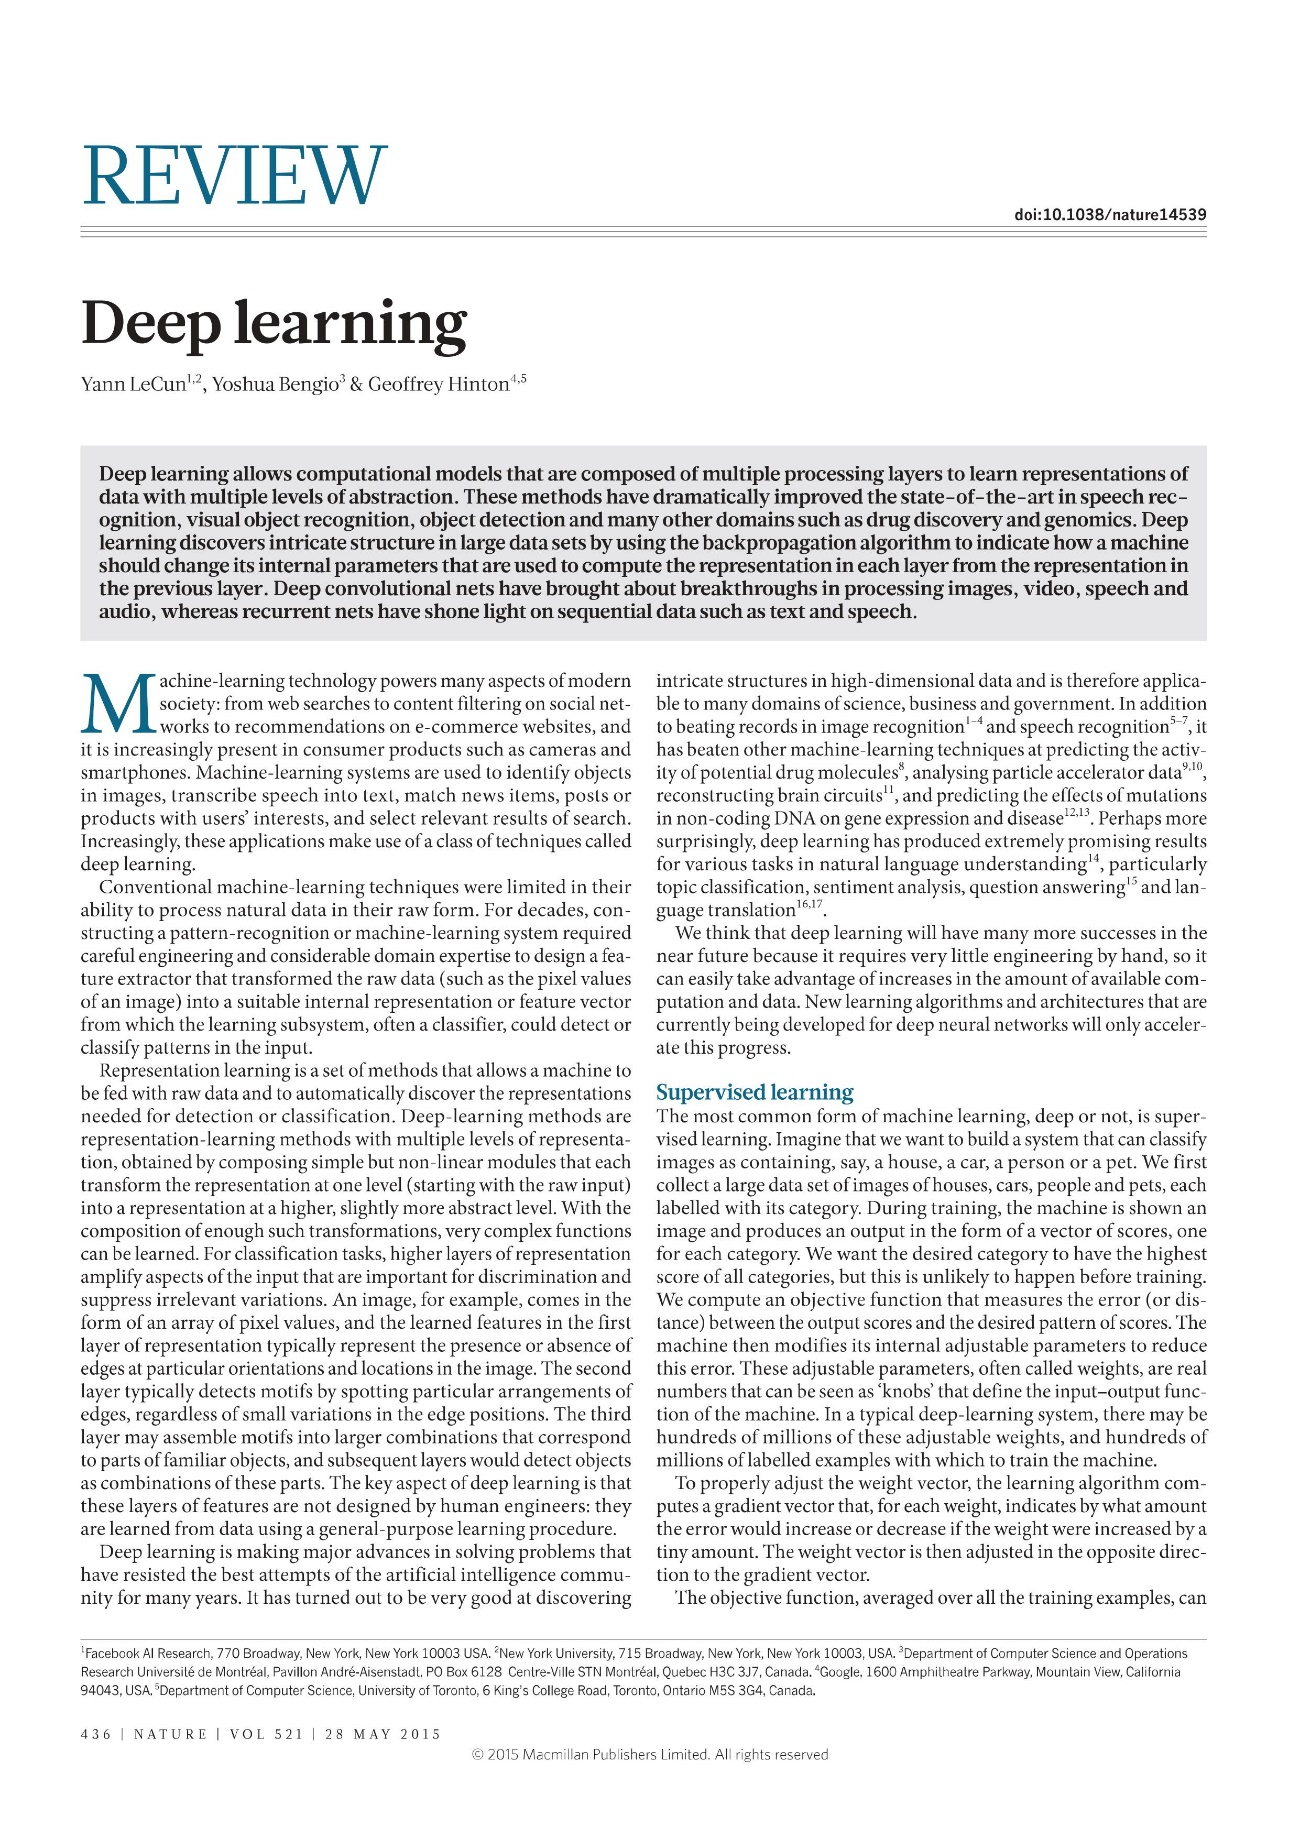 REVIEW
doi:10.1038/nature14539
Deep learning
Yann LeCun1,2, Yoshua Bengio3 & Geoffrey Hinton4,5
Deep learning allows computational models that are composed of multiple processing layers to learn representations of
data with multiple levels of abstraction. These methods have dramatically improved the state-of-the-art in speech rec-
ognition, visual object recognition, object detection and many other domains such as drug discovery and genomics. Deep
learning discovers intricate structure in large data sets by using the backpropagation algorithm to indicate how a machine
should change its internal parameters that are used to compute the representation in each layer from the representation in
the previous layer. Deep convolutional nets have brought about breakthroughs in processing images, video, speech and
audio, whereas recurrent nets have shone light on sequential data such as text and speech.
Machine-learning technology powers many aspects of modern
society: from web searches to content filtering on social net-
works to recommendations on e-commerce websites, and
it is increasingly present in consumer products such as cameras and
smartphones. Machine-learning systems are used to identify objects
in images, transcribe speech into text, match news items, posts or
products with users’ interests, and select relevant results of search.
Increasingly, these applications make use of a class of techniques called
deep learning.
Conventional machine-learning techniques were limited in their
ability to process natural data in their raw form. For decades, con-
structing a pattern-recognition or machine-learning system required
careful engineering and considerable domain expertise to design a fea-
ture extractor that transformed the raw data (such as the pixel values
of an image) into a suitable internal representation or feature vector
from which the learning subsystem, often a classifier, could detect or
classify patterns in the input.
Representation learning is a set of methods that allows a machine to
be fed with raw data and to automatically discover the representations
needed for detection or classification. Deep-learning methods are
representation-learning methods with multiple levels of representa-
tion, obtained by composing simple but non-linear modules that each
transform the representation at one level (starting with the raw input)
into a representation at a higher, slightly more abstract level. With the
composition of enough such transformations, very complex functions
can be learned. For classification tasks, higher layers of representation
amplify aspects of the input that are important for discrimination and
suppress irrelevant variations. An image, for example, comes in the
form of an array of pixel values, and the learned features in the first
layer of representation typically represent the presence or absence of
edges at particular orientations and locations in the image. The second
layer typically detects motifs by spotting particular arrangements of
edges, regardless of small variations in the edge positions. The third
layer may assemble motifs into larger combinations that correspond
to parts of familiar objects, and subsequent layers would detect objects
as combinations of these parts. The key aspect of deep learning is that
these layers of features are not designed by human engineers: they
are learned from data using a general-purpose learning procedure.
Deep learning is making major advances in solving problems that
have resisted the best attempts of the artificial intelligence commu-
nity for many years. It has turned out to be very good at discovering
intricate structures in high-dimensional data and is therefore applica-
ble to many domains of science, business and government. In addition
to beating records in image recognition1–4 and speech recognition5–7, it
has beaten other machine-learning techniques at predicting the activ-
ity of potential drug molecules8, analysing particle accelerator data9,10,
reconstructing brain circuits11, and predicting the effects of mutations
in non-coding DNA on gene expression and disease12,13. Perhaps more
surprisingly, deep learning has produced extremely promising results
for various tasks in natural language understanding14, particularly
topic classification, sentiment analysis, question answering15 and lan-
guage translation16,17.
We think that deep learning will have many more successes in the
near future because it requires very little engineering by hand, so it
can easily take advantage of increases in the amount of available com-
putation and data. New learning algorithms and architectures that are
currently being developed for deep neural networks will only acceler-
ate this progress.
Supervised learning
The most common form of machine learning, deep or not, is super-
vised learning. Imagine that we want to build a system that can classify
images as containing, say, a house, a car, a person or a pet. We first
collect a large data set of images of houses, cars, people and pets, each
labelled with its category. During training, the machine is shown an
image and produces an output in the form of a vector of scores, one
for each category. We want the desired category to have the highest
score of all categories, but this is unlikely to happen before training.
We compute an objective function that measures the error (or dis-
tance) between the output scores and the desired pattern of scores. The
machine then modifies its internal adjustable parameters to reduce
this error. These adjustable parameters, often called weights, are real
numbers that can be seen as ‘knobs’ that define the input–output func-
tion of the machine. In a typical deep-learning system, there may be
hundreds of millions of these adjustable weights, and hundreds of
millions of labelled examples with which to train the machine.
To properly adjust the weight vector, the learning algorithm com-
putes a gradient vector that, for each weight, indicates by what amount
the error would increase or decrease if the weight were increased by a
tiny amount. The weight vector is then adjusted in the opposite direc-
tion to the gradient vector.
The objective function, averaged over all the training examples, can
1Facebook AI Research, 770 Broadway, New York, New York 10003 USA. 2New York University, 715 Broadway, New York, New York 10003, USA. 3Department of Computer Science and Operations
Research Université de Montréal, Pavillon André-Aisenstadt, PO Box 6128 Centre-Ville STN Montréal, Quebec H3C 3J7, Canada. 4Google, 1600 Amphitheatre Parkway, Mountain View, California
94043, USA. 5Department of Computer Science, University of Toronto, 6 King’s College Road, Toronto, Ontario M5S 3G4, Canada.
436 | NATURE | VOL 521 | 28 MAY 2015
© 2015 Macmillan Publishers Limited. All rights reserved